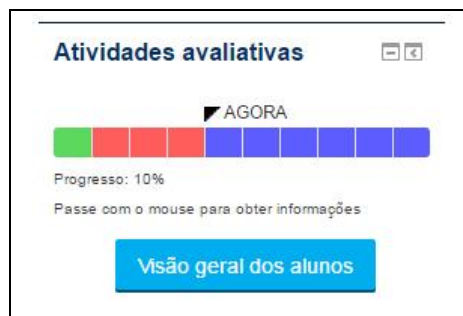 Atividades avaliativas
AGORA
Progresso: 10%
Passe com o mouse para obter informações
Visão geral dos alunos